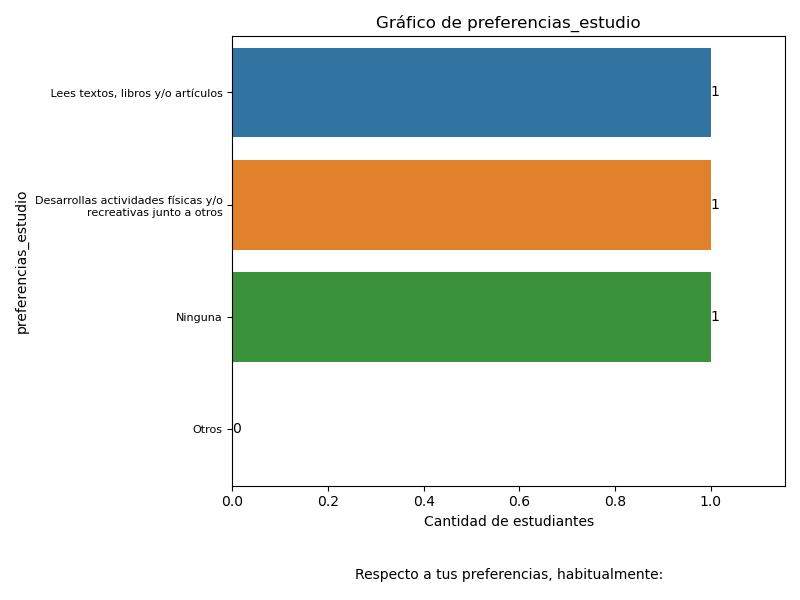 Gráfico de preferencias_estudio
preferencias_estudio
Lees textos, libros y/o artículos
1
Desarrollas actividades físicas y/o
recreativas junto a otros
1
Ninguna
1
Otros
0
0.0 0.2 0.4 0.6 0.8 1.0
Cantidad de estudiantes
Respecto a tus preferencias, habitualmente: